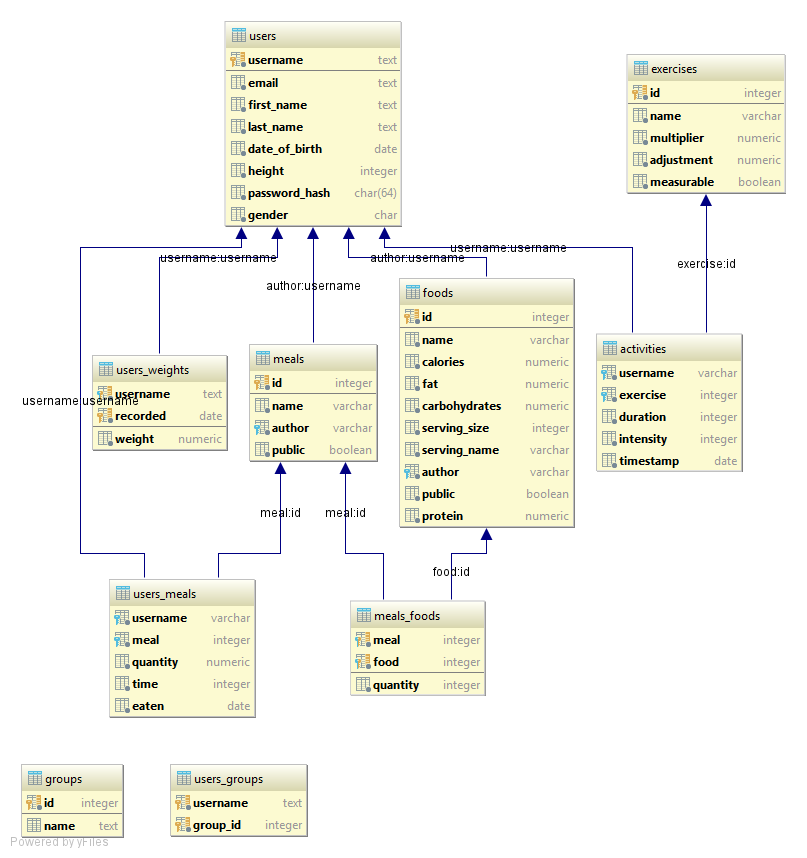 users
username text
email text
first_name text
last_name text
date_of_birth date
height integer
password_hash char(64)
gender char
exercises
id integer
name varchar
multiplier numeric
adjustment numeric
measurable boolean
username:username
author:username
author:username
username:username
exercise:id
foods
id integer
name varchar
calories numeric
fat numeric
carbohydrates numeric
serving_size integer
serving_name varchar
author varchar
public boolean
protein numeric
activities
username varchar
exercise integer
duration integer
intensity integer
timestamp date
users_weights
username text
recorded date
weight numeric
username:username
meals
id integer
name varchar
author varchar
public boolean
meal:id
meal:id
food:id
users_meals
username varchar
meal integer
quantity numeric
time integer
eaten date
meals_foods
meal integer
food integer
quantity integer
groups
id integer
name text
users_groups
username text
group_id integer
Powered by yFiles